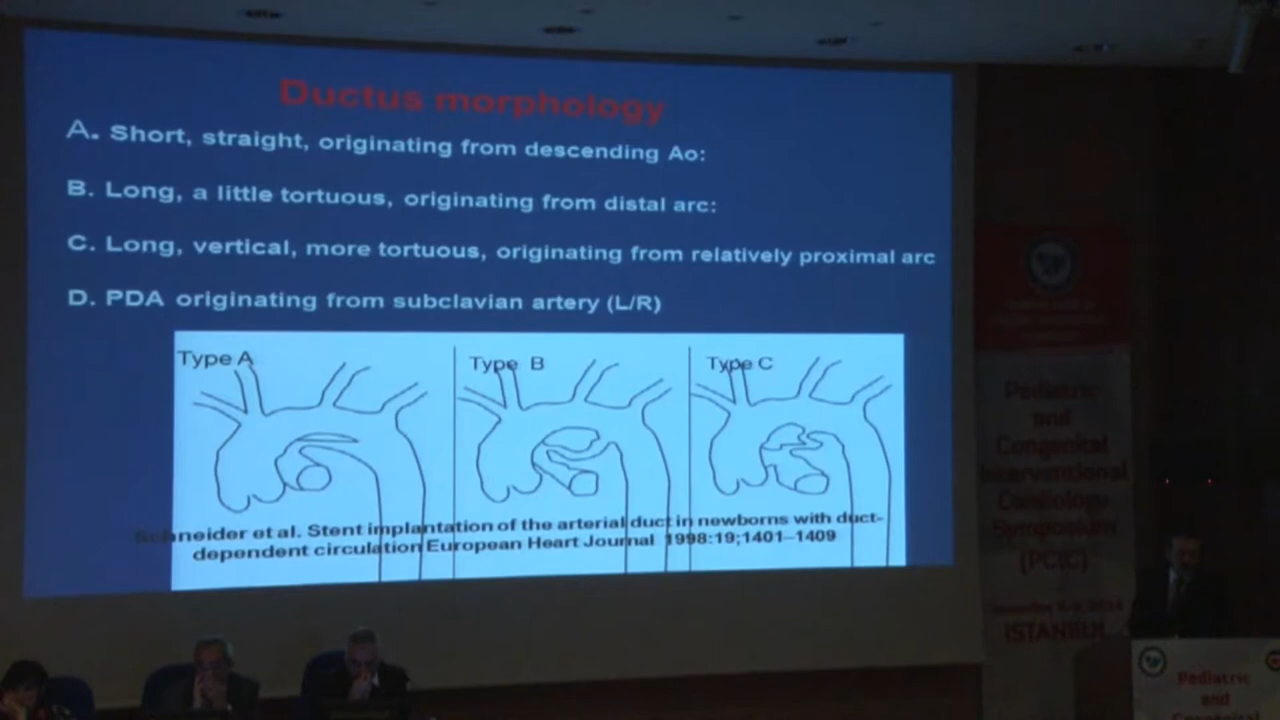 Ductus morphology
A. Short, straight, originating from descending Ao:
B. Long, a little tortuous, originating from distal arc:
C. Long, vertical, more tortuous, originating from relatively proximal arc
D. PDA originating from subclavian artery (L/R)
Type A
Type B
Type C
Schneider et al. Stent implantation of the arterial duct in newborns with duct-
dependent circulation European Heart Journal 1998:19;1401–1409
Pediatric
and
Congenital
Interventional
Cardiology
Symposium
(PCIC)
ISTANBUL
Pediatric
and